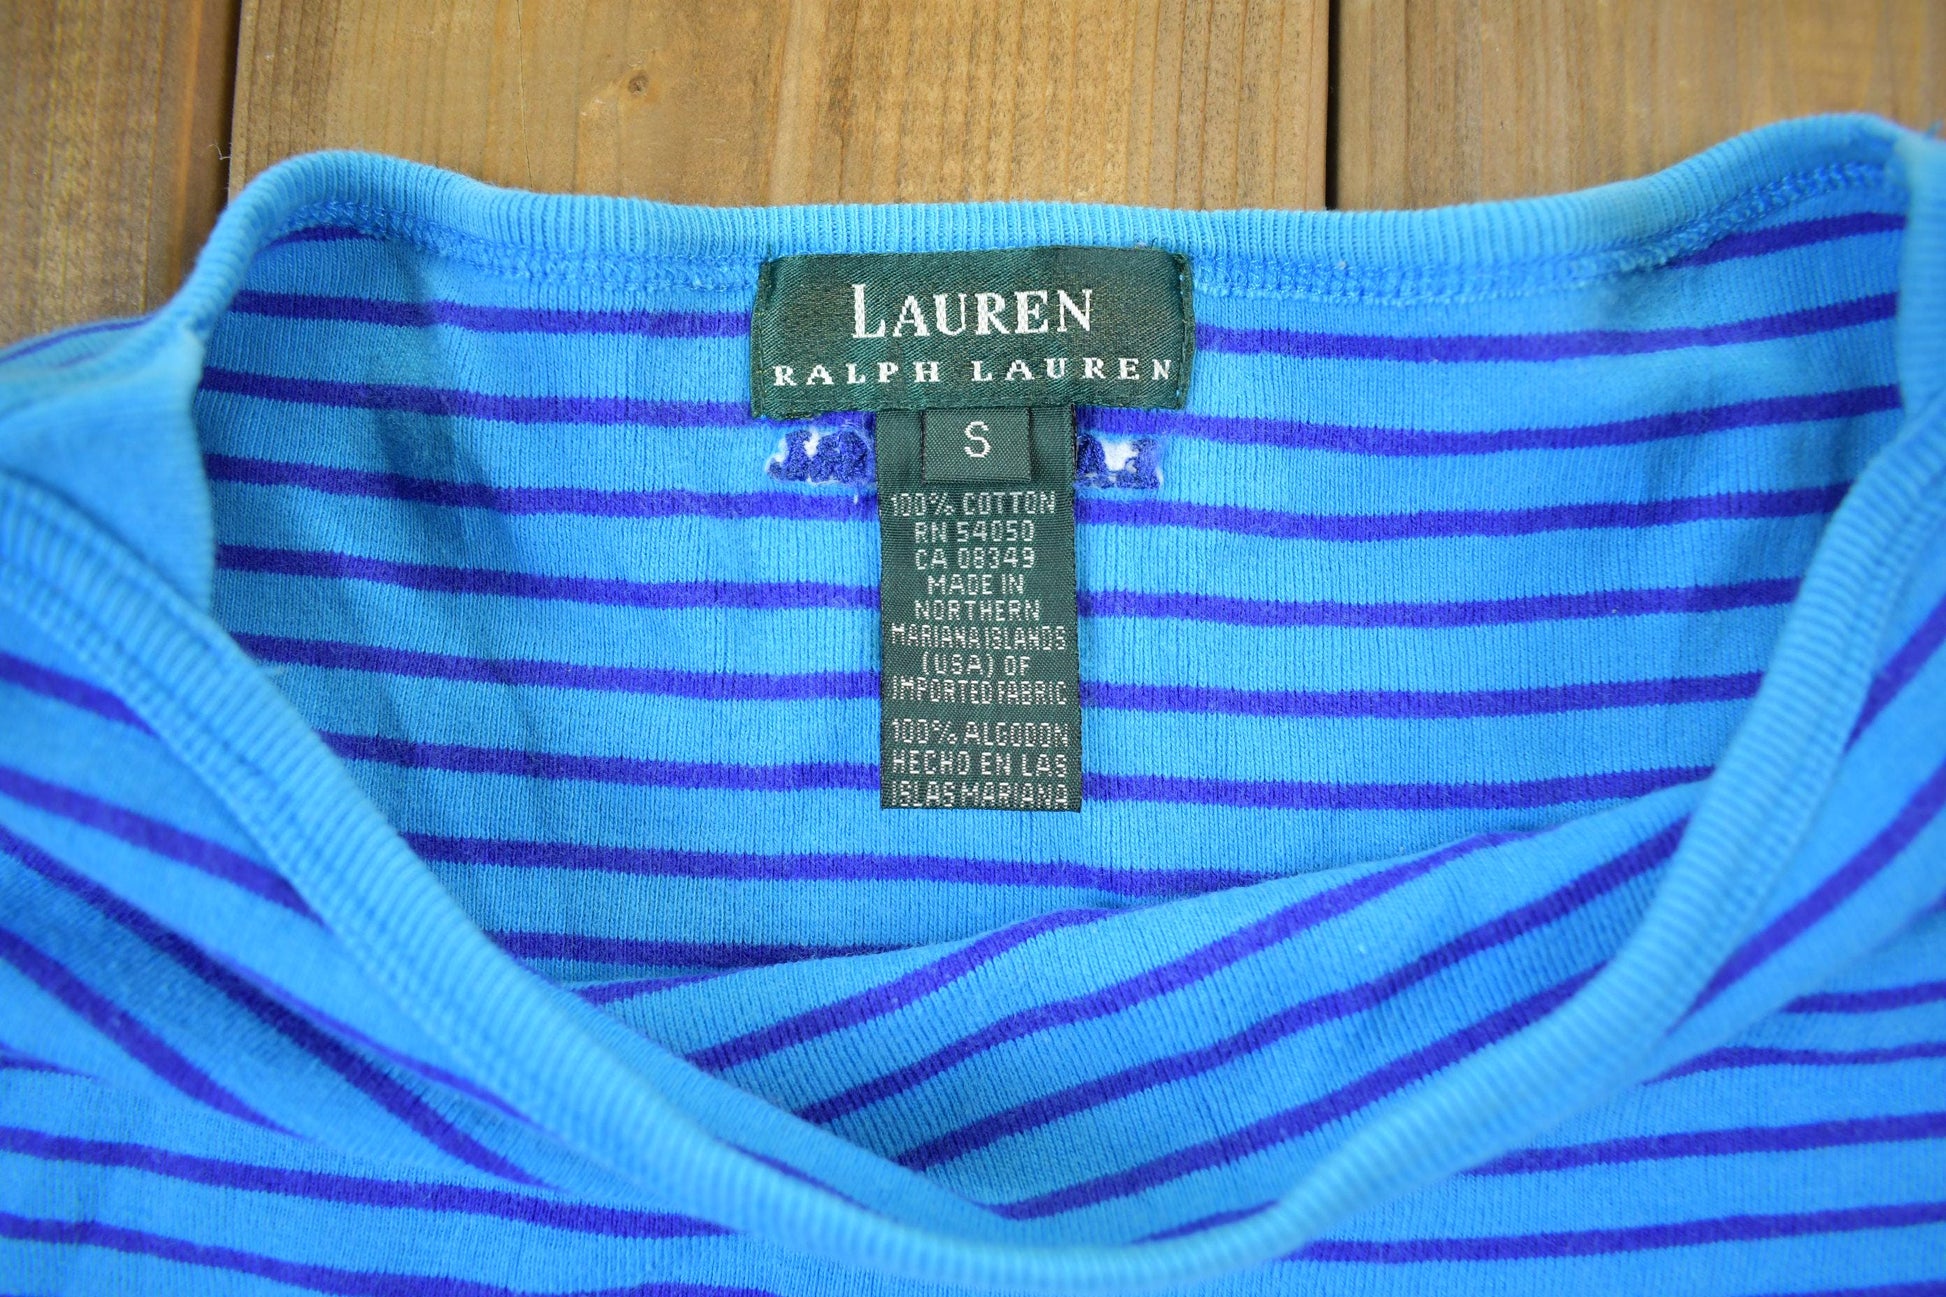 LAUREN
RALPH LAUREN
S
100% COTTON
RN 54050
CA 08349
MADE IN
NORTHERN
MARIANA ISLANDS
(USA) OF
IMPORTED FABRIC
100% ALGODON
HECHO EN LAS
ISLAS MARIANA